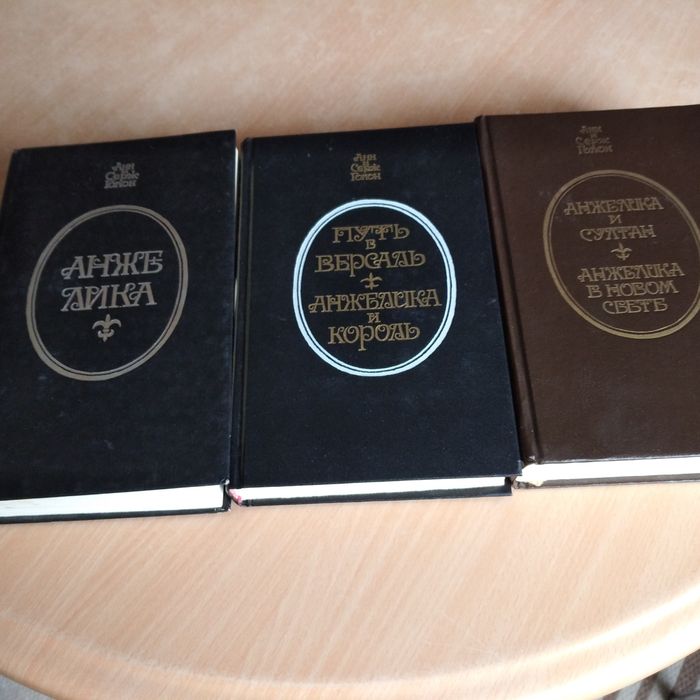 Анн
и
Серж
Голон
АНЖЕ
ЛИКА
Анн
и
Серж
Голон
ПУТЬ
В
ВЕРСАЛЬ
АНЖЕЛИКА
И
КОРОЛЬ
Анн
и
Серж
Голон
АНЖЕЛИКА
И
СУЛТАН
АНЖЕЛИКА
В НОВОМ
СВЕТЕ